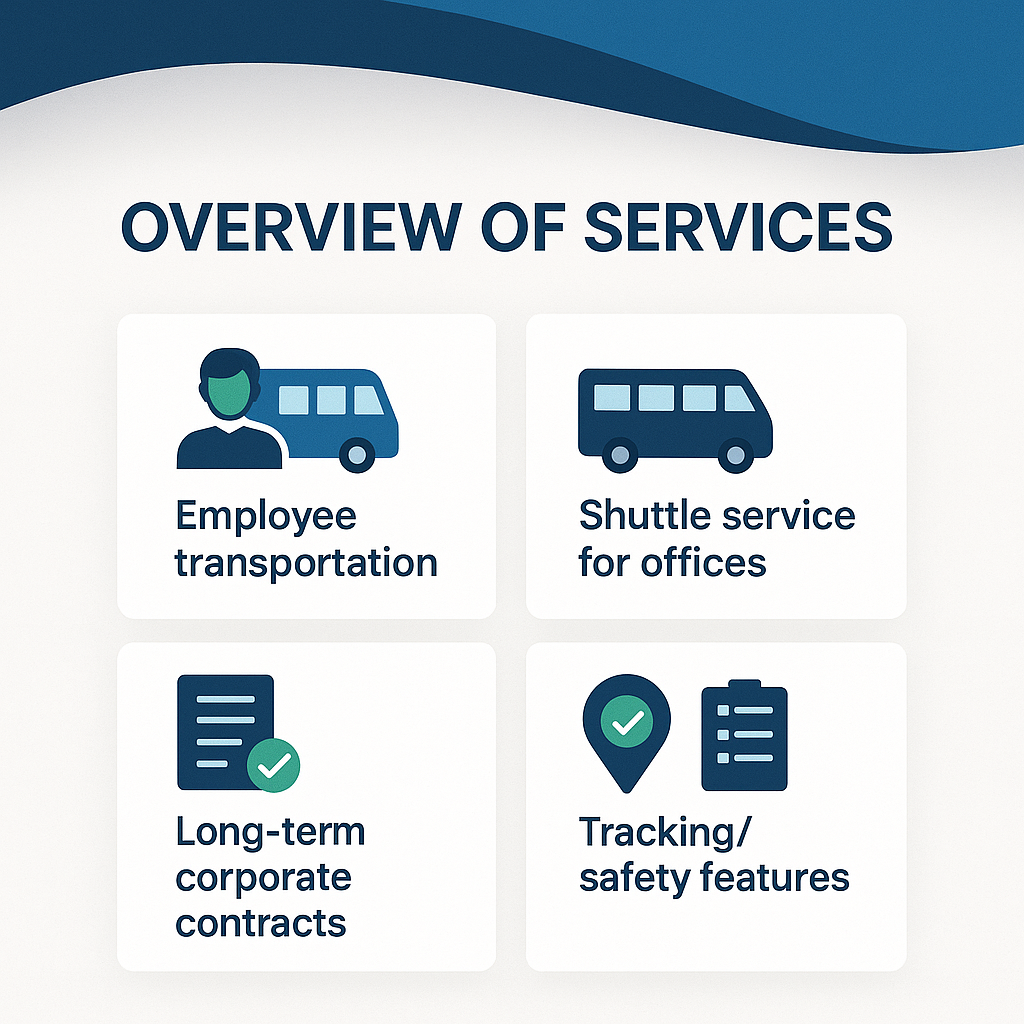 OVERVIEW OF SERVICES
Employee
transportation
Shuttle service
for offices
Long-term
corporate
contracts
Tracking/
safety features